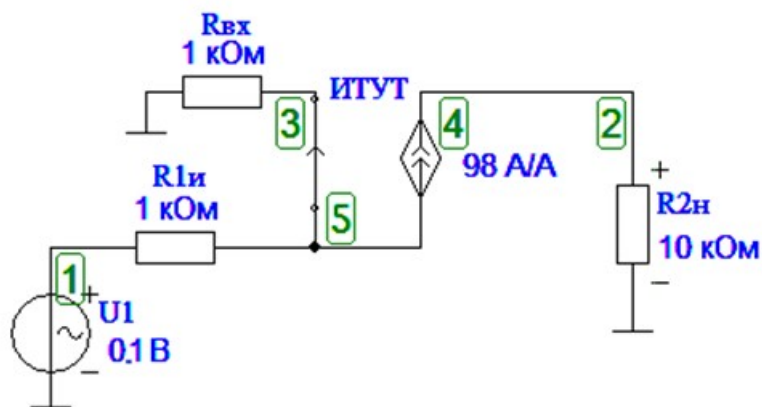 Rвх
1 кОм
ИТУТ
3
4
2
98 А/А
R1и
1 кОм
5
+
R2н
10 кОм
−
1
+
U1
0.1 В
−